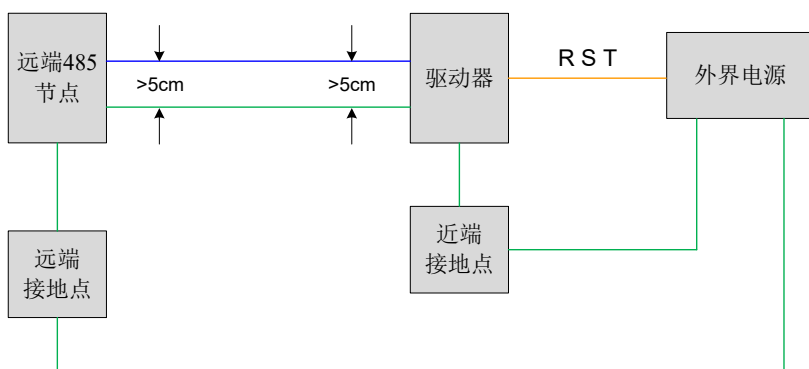 远端485
节点
>5cm
>5cm
驱动器
R S T
外界电源
远端
接地点
近端
接地点